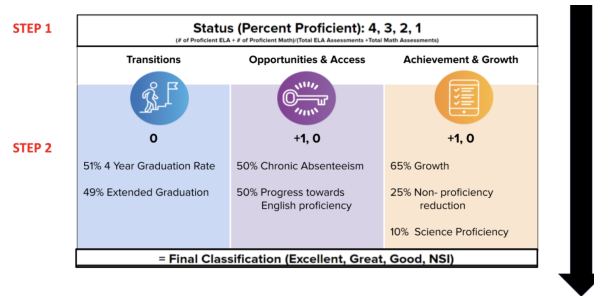 STEP 1
Status (Percent Proficient): 4, 3, 2, 1
(# of Proficient ELA + # of Proficient Math)/(Total ELA Assessments +Total Math Assessments)
Transitions
Opportunities & Access
Achievement & Growth
STEP 2
0
+1, 0
+1, 0
51% 4 Year Graduation Rate
49% Extended Graduation
50% Chronic Absenteeism
50% Progress towards
English proficiency
65% Growth
25% Non- proficiency
reduction
10% Science Proficiency
= Final Classification (Excellent, Great, Good, NSI)